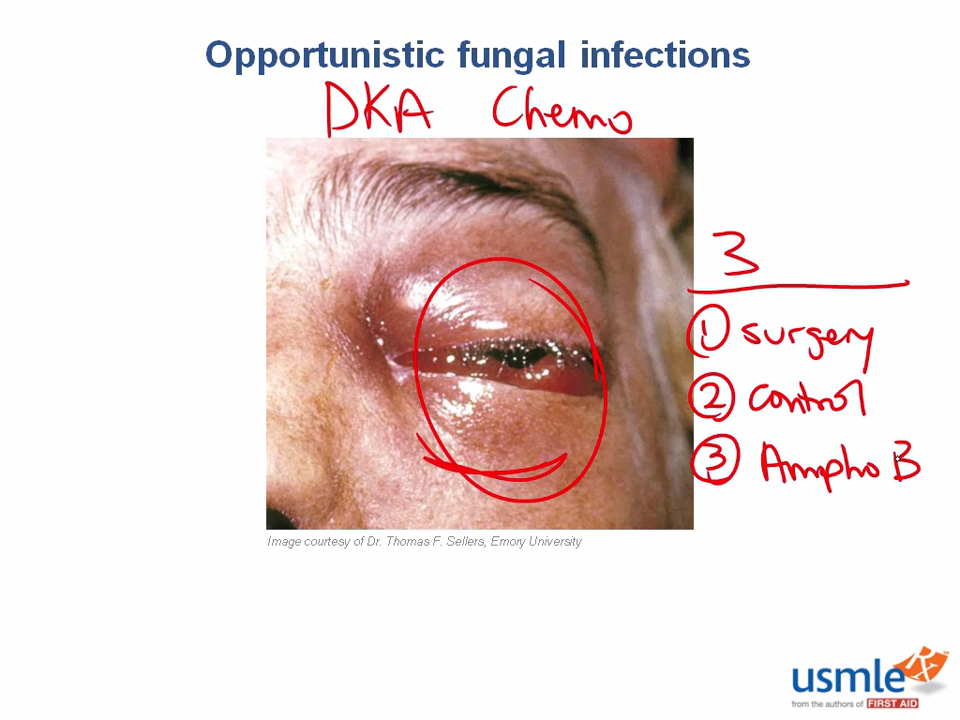 Opportunistic fungal infections
DKA Chemo
3
① surgery
② control
③ Ampho B
Image courtesy of Dr. Thomas F. Sellers, Emory University
usmle Rx™
from the authors of FIRST AID